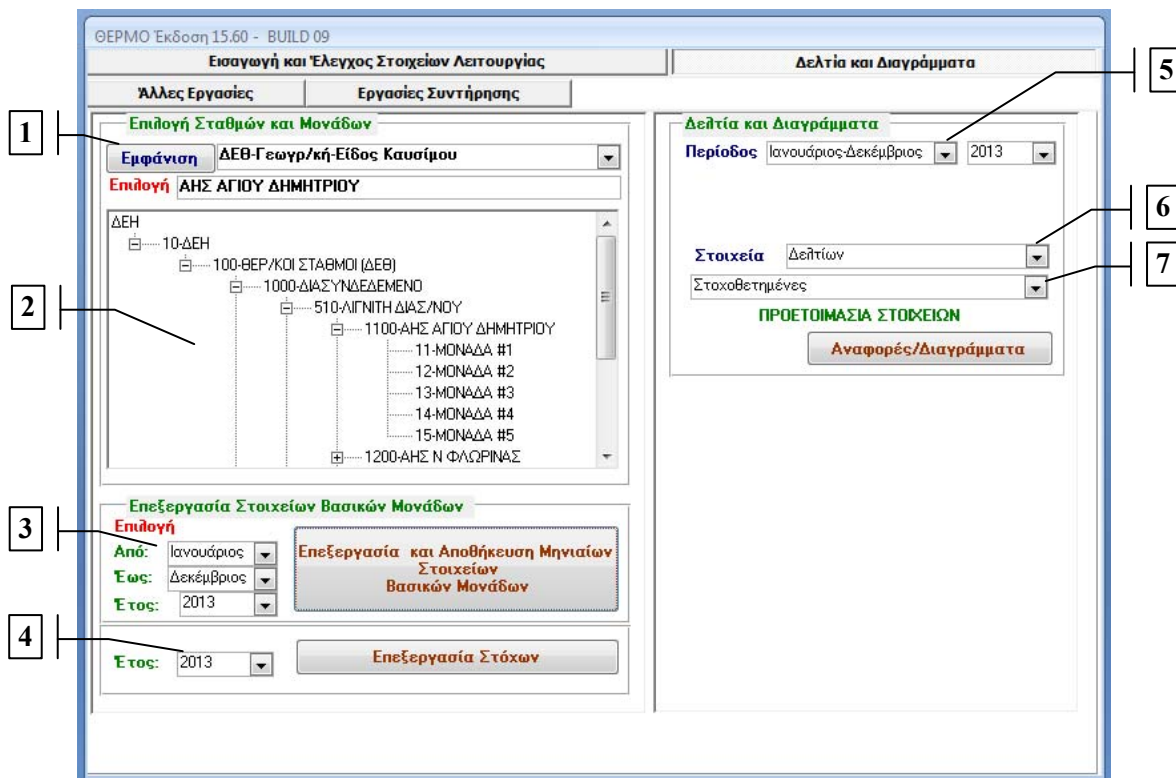 ΘΕΡΜΟ Έκδοση 15.60 - BUILD 09
Εισαγωγή και Έλεγχος Στοιχείων Λειτουργίας
Δελτία και Διαγράμματα
5
Άλλες Εργασίες
Εργασίες Συντήρησης
1
Επιλογή Σταθμών και Μονάδων
Εμφάνιση
ΔΕΘ-Γεωγρ/κή-Είδος Καυσίμου
Επιλογή
ΑΗΣ ΑΓΙΟΥ ΔΗΜΗΤΡΙΟΥ
2
ΔΕΗ
10-ΔΕΗ
100-ΘΕΡ/ΚΟΙ ΣΤΑΘΜΟΙ (ΔΕΘ)
1000-ΔΙΑΣΥΝΔΕΔΕΜΕΝΟ
510-ΛΙΓΝΙΤΗ ΔΙΑΣ/ΝΟΥ
1100-ΑΗΣ ΑΓΙΟΥ ΔΗΜΗΤΡΙΟΥ
11-ΜΟΝΑΔΑ #1
12-ΜΟΝΑΔΑ #2
13-ΜΟΝΑΔΑ #3
14-ΜΟΝΑΔΑ #4
15-ΜΟΝΑΔΑ #5
1200-ΑΗΣ Ν ΦΛΩΡΙΝΑΣ
Δελτία και Διαγράμματα
Περίοδος Ιανουάριος-Δεκέμβριος 2013
6
Στοιχεία Δελτίων
7
Στοχοθετημένες
ΠΡΟΕΤΟΙΜΑΣΙΑ ΣΤΟΙΧΕΙΩΝ
Αναφορές/Διαγράμματα
Επεξεργασία Στοιχείων Βασικών Μονάδων
3
Επιλογή
Από: Ιανουάριος
Έως: Δεκέμβριος
Έτος: 2013
Επεξεργασία και Αποθήκευση Μηνιαίων
Στοιχείων
Βασικών Μονάδων
4
Έτος: 2013
Επεξεργασία Στόχων